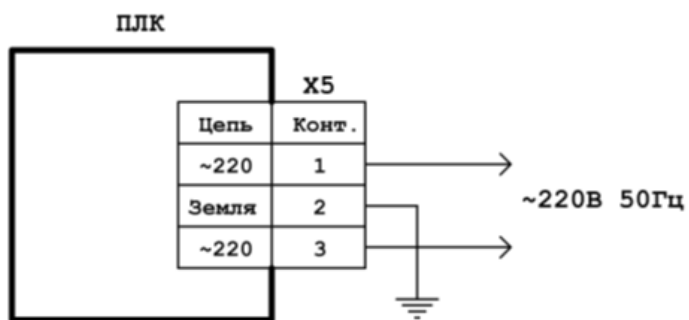 ПЛК
X5
Цепь Конт.
~220 1
Земля 2
~220 3
~220В 50Гц